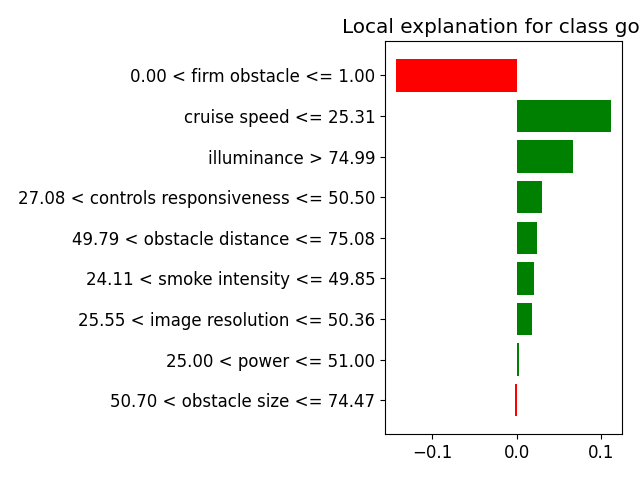 Local explanation for class go
0.00 < firm obstacle <= 1.00
cruise speed <= 25.31
illuminance > 74.99
27.08 < controls responsiveness <= 50.50
49.79 < obstacle distance <= 75.08
24.11 < smoke intensity <= 49.85
25.55 < image resolution <= 50.36
25.00 < power <= 51.00
50.70 < obstacle size <= 74.47
−0.1 0.0 0.1